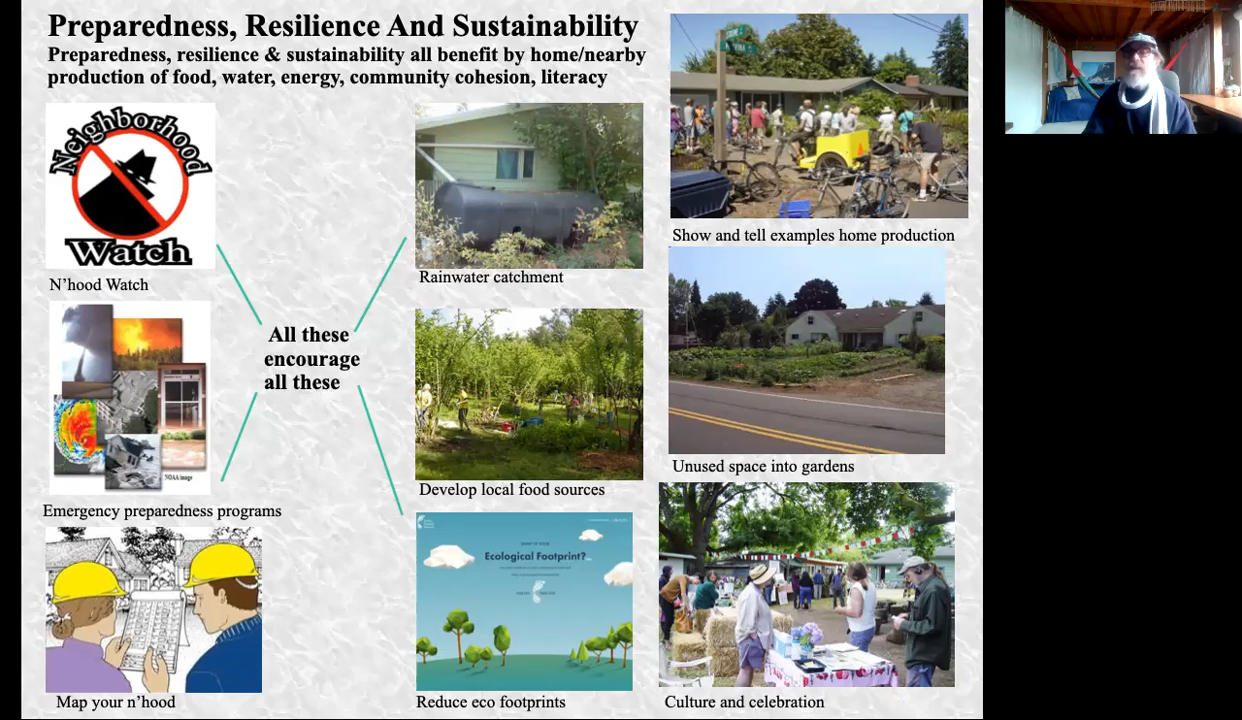 Preparedness, Resilience And Sustainability
Preparedness, resilience & sustainability all benefit by home/nearby
production of food, water, energy, community cohesion, literacy
Neighborhood
Watch
N'hood Watch
NOAA image
Emergency preparedness programs
Map your n'hood
All these
encourage
all these
Rainwater catchment
Develop local food sources
Ecological Footprint?
Reduce eco footprints
Show and tell examples home production
Unused space into gardens
Culture and celebration